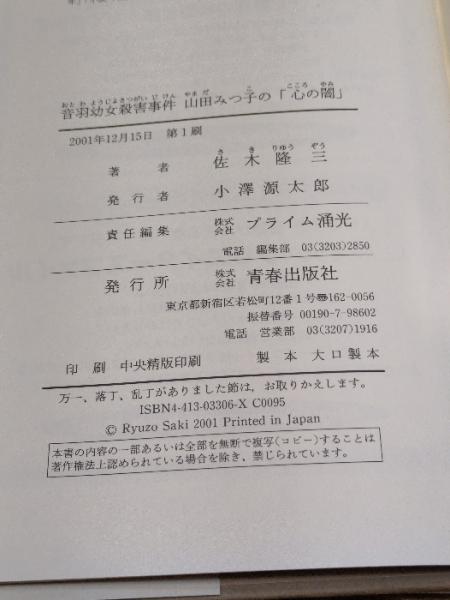 音羽幼女殺害事件 山田みつ子の「心の闇」
2001年12月15日 第1刷
著者 佐木隆三
発行者 小澤源太郎
責任編集 株式会社 プライム涌光
電話 編集部 03(3203)2850
発行所 株式会社 青春出版社
東京都新宿区若松町12番1号〒162-0056
振替番号 00190-7-98602
電話 営業部 03(3207)1916
印刷 中央精版印刷 製本 大口製本
万一、落丁、乱丁がありました節は、お取りかえします。
ISBN4-413-03306-X C0095
© Ryuzo Saki 2001 Printed in Japan
本書の内容の一部あるいは全部を無断で複写(コピー)することは
著作権法上認められている場合を除き、禁じられています。